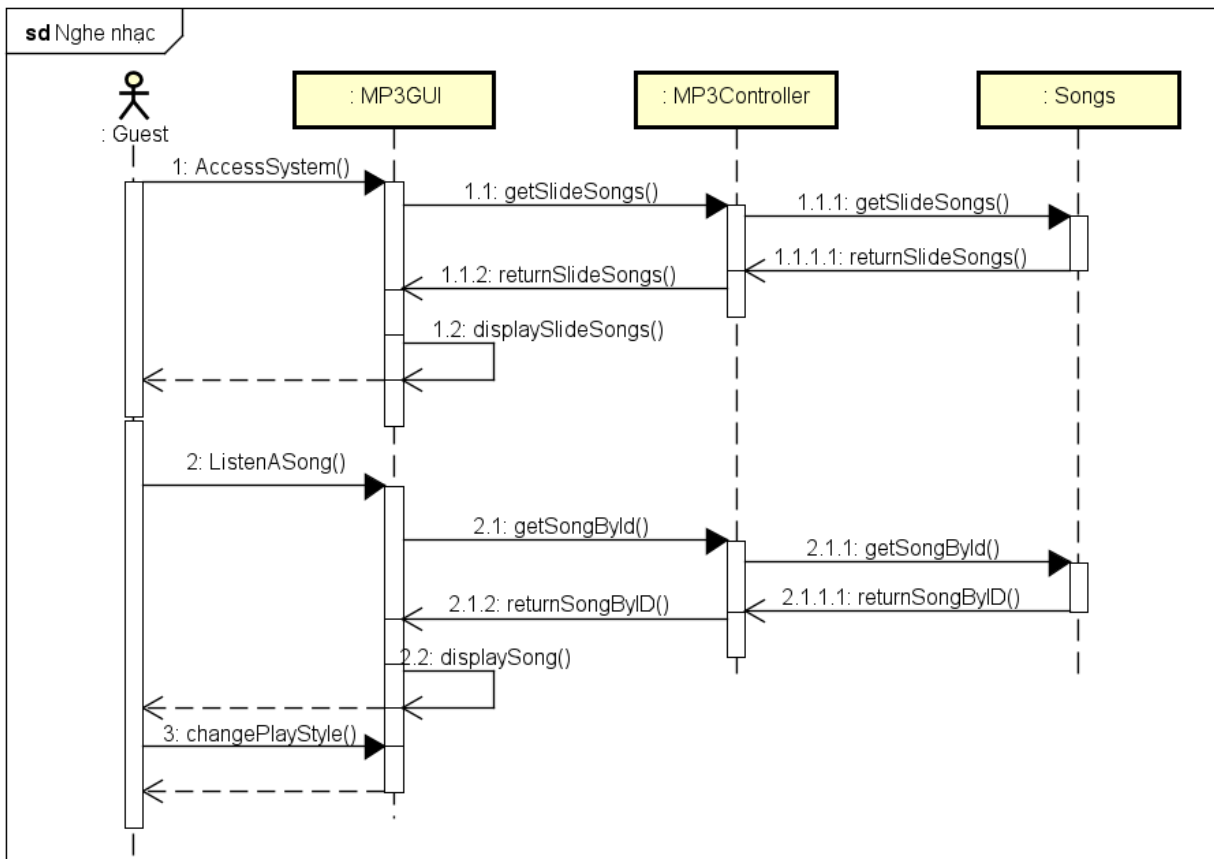 sd Nghe nhạc
: Guest
: MP3GUI
: MP3Controller
: Songs
1: AccessSystem()
1.1: getSlideSongs()
1.1.1: getSlideSongs()
1.1.1.1: returnSlideSongs()
1.1.2: returnSlideSongs()
1.2: displaySlideSongs()
2: ListenASong()
2.1: getSongById()
2.1.1: getSongById()
2.1.1.1: returnSongByID()
2.1.2: returnSongByID()
2.2: displaySong()
3: changePlayStyle()